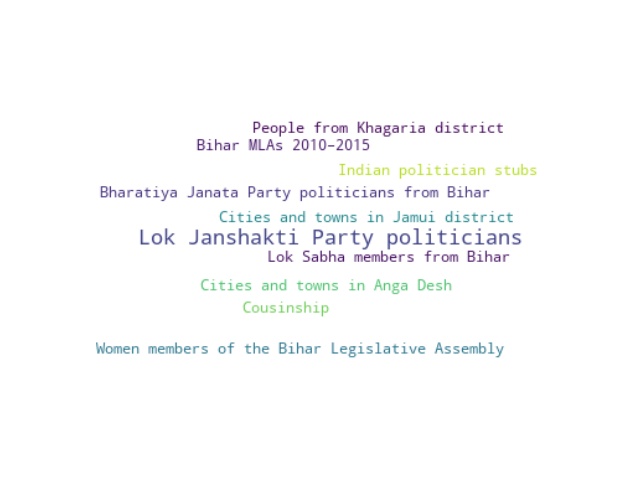 People from Khagaria district
Bihar MLAs 2010–2015
Indian politician stubs
Bharatiya Janata Party politicians from Bihar
Cities and towns in Jamui district
Lok Janshakti Party politicians
Lok Sabha members from Bihar
Cities and towns in Anga Desh
Cousinship
Women members of the Bihar Legislative Assembly